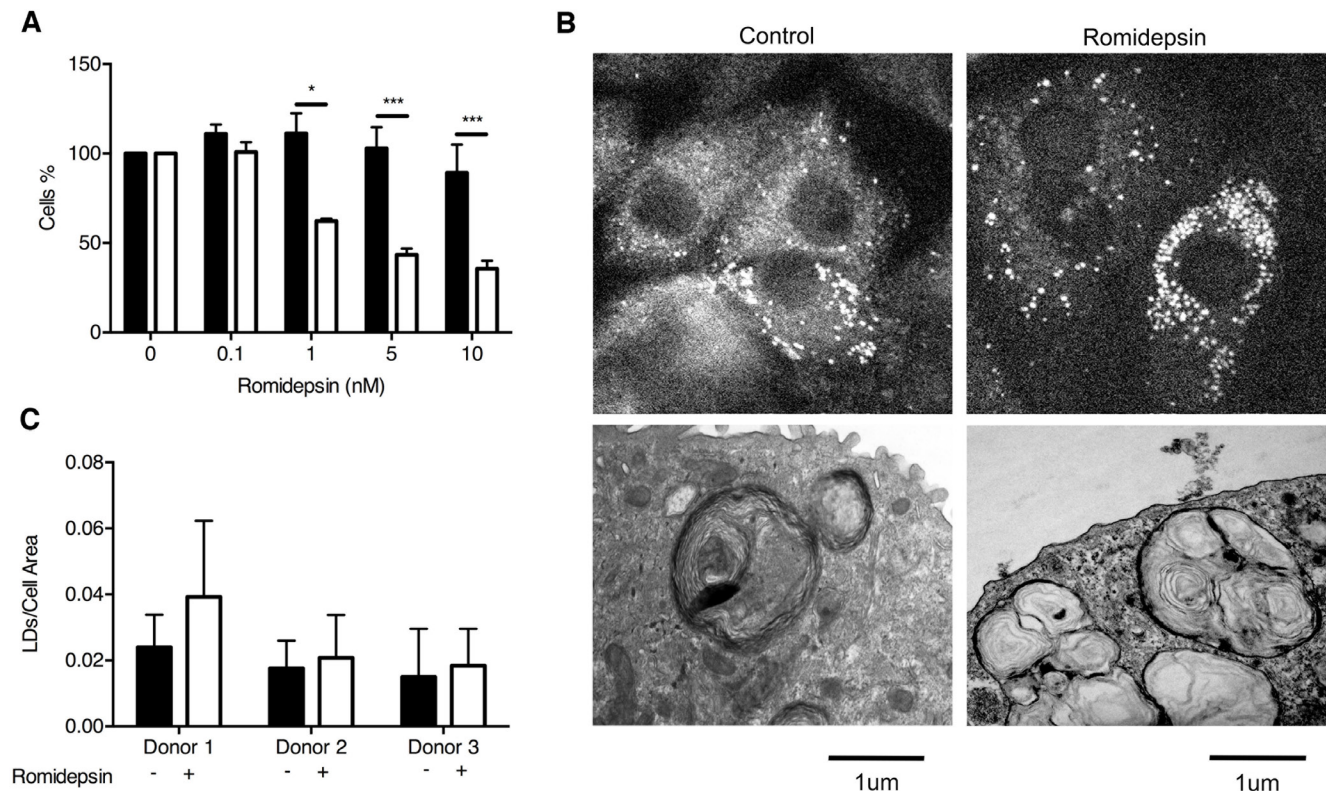 A
150
100
50
0
Cells %
* *** ***
0 0.1 1 5 10
Romidepsin (nM)
B
Control Romidepsin
1um 1um
C
0.08
0.06
0.04
0.02
0.00
LDs/Cell Area
Donor 1 Donor 2 Donor 3
Romidepsin - + - + - +